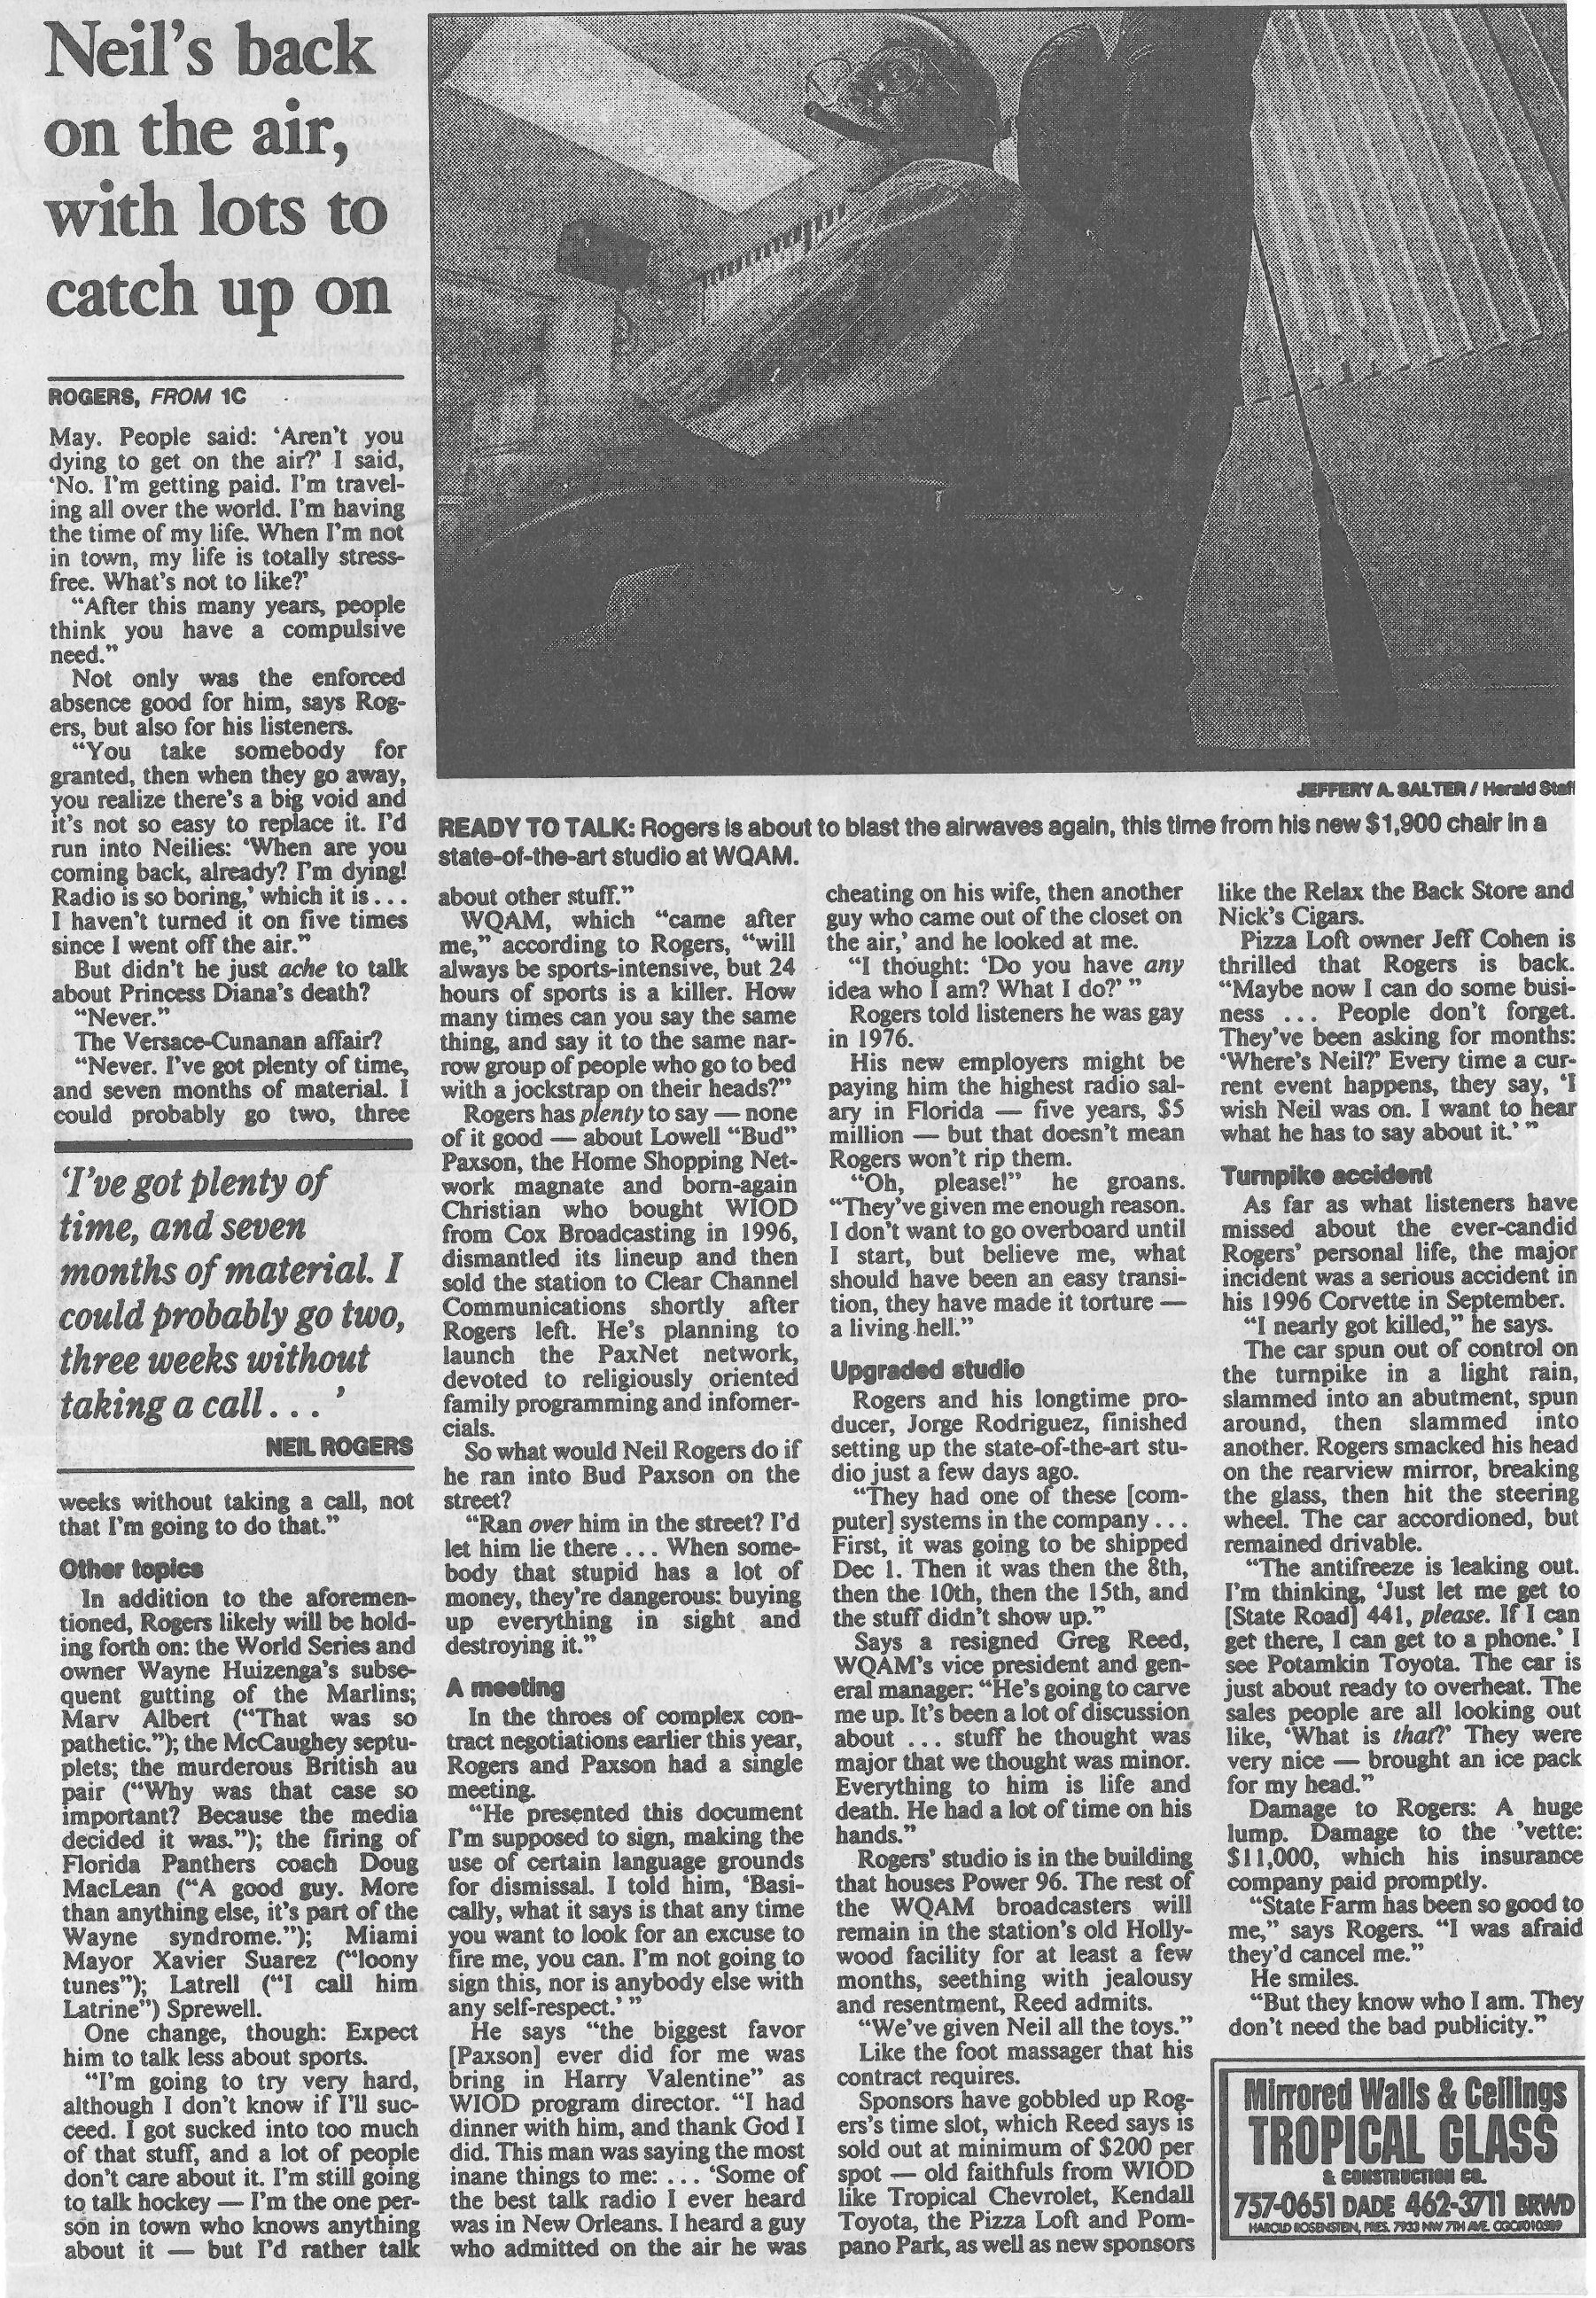 Neil's back
on the air,
with lots to
catch up on
ROGERS, FROM 1C
May. People said: 'Aren't you
dying to get on the air?' I said,
'No. I'm getting paid. I'm travel-
ing all over the world. I'm having
the time of my life. When I'm not
in town, my life is totally stress-
free. What's not to like?'
"After this many years, people
think you have a compulsive
need."
Not only was the enforced
absence good for him, says Rog-
ers, but also for his listeners.
"You take somebody for
granted, then when they go away,
you realize there's a big void and
it's not so easy to replace it. I'd
run into Neilies: 'When are you
coming back, already? I'm dying!
Radio is so boring,' which it is . . .
I haven't turned it on five times
since I went off the air."
But didn't he just ache to talk
about Princess Diana's death?
"Never."
The Versace-Cunanan affair?
"Never. I've got plenty of time,
and seven months of material. I
could probably go two, three
'I've got plenty of
time, and seven
months of material. I
could probably go two,
three weeks without
taking a call . . . '
NEIL ROGERS
weeks without taking a call, not
that I'm going to do that."
Other topics
In addition to the aforemen-
tioned, Rogers likely will be hold-
ing forth on: the World Series and
owner Wayne Huizenga's subse-
quent gutting of the Marlins;
Marv Albert ("That was so
pathetic."); the McCaughey septu-
plets; the murderous British au
pair ("Why was that case so
important? Because the media
decided it was."); the firing of
Florida Panthers coach Doug
MacLean ("A good guy. More
than anything else, it's part of the
Wayne syndrome."); Miami
Mayor Xavier Suarez ("loony
tunes"); Latrell ("I call him
Latrine") Sprewell.
One change, though: Expect
him to talk less about sports.
"I'm going to try very hard,
although I don't know if I'll suc-
ceed. I got sucked into too much
of that stuff, and a lot of people
don't care about it. I'm still going
to talk hockey — I'm the one per-
son in town who knows anything
about it — but I'd rather talk
JEFFERY A. SALTER / Herald Staff
READY TO TALK: Rogers is about to blast the airwaves again, this time from his new $1,900 chair in a
state-of-the-art studio at WQAM.
about other stuff."
WQAM, which "came after
me," according to Rogers, "will
always be sports-intensive, but 24
hours of sports is a killer. How
many times can you say the same
thing, and say it to the same nar-
row group of people who go to bed
with a jockstrap on their heads?"
Rogers has plenty to say — none
of it good — about Lowell "Bud"
Paxson, the Home Shopping Net-
work magnate and born-again
Christian who bought WIOD
from Cox Broadcasting in 1996,
dismantled its lineup and then
sold the station to Clear Channel
Communications shortly after
Rogers left. He's planning to
launch the PaxNet network,
devoted to religiously oriented
family programming and infomer-
cials.
So what would Neil Rogers do if
he ran into Bud Paxson on the
street?
"Ran over him in the street? I'd
let him lie there . . . When some-
body that stupid has a lot of
money, they're dangerous: buying
up everything in sight and
destroying it."
A meeting
In the throes of complex con-
tract negotiations earlier this year,
Rogers and Paxson had a single
meeting.
"He presented this document
I'm supposed to sign, making the
use of certain language grounds
for dismissal. I told him, 'Basi-
cally, what it says is that any time
you want to look for an excuse to
fire me, you can. I'm not going to
sign this, nor is anybody else with
any self-respect.' "
He says "the biggest favor
[Paxson] ever did for me was
bring in Harry Valentine" as
WIOD program director. "I had
dinner with him, and thank God I
did. This man was saying the most
inane things to me: . . . 'Some of
the best talk radio I ever heard
was in New Orleans. I heard a guy
who admitted on the air he was
cheating on his wife, then another
guy who came out of the closet on
the air,' and he looked at me.
"I thought: 'Do you have any
idea who I am? What I do?' "
Rogers told listeners he was gay
in 1976.
His new employers might be
paying him the highest radio sal-
ary in Florida — five years, $5
million — but that doesn't mean
Rogers won't rip them.
"Oh, please!" he groans.
"They've given me enough reason.
I don't want to go overboard until
I start, but believe me, what
should have been an easy transi-
tion, they have made it torture —
a living hell."
Upgraded studio
Rogers and his longtime pro-
ducer, Jorge Rodriguez, finished
setting up the state-of-the-art stu-
dio just a few days ago.
"They had one of these [com-
puter] systems in the company . . .
First, it was going to be shipped
Dec 1. Then it was then the 8th,
then the 10th, then the 15th, and
the stuff didn't show up."
Says a resigned Greg Reed,
WQAM's vice president and gen-
eral manager: "He's going to carve
me up. It's been a lot of discussion
about . . . stuff he thought was
major that we thought was minor.
Everything to him is life and
death. He had a lot of time on his
hands."
Rogers' studio is in the building
that houses Power 96. The rest of
the WQAM broadcasters will
remain in the station's old Holly-
wood facility for at least a few
months, seething with jealousy
and resentment, Reed admits.
"We've given Neil all the toys."
Like the foot massager that his
contract requires.
Sponsors have gobbled up Rog-
ers's time slot, which Reed says is
sold out at minimum of $200 per
spot — old faithfuls from WIOD
like Tropical Chevrolet, Kendall
Toyota, the Pizza Loft and Pom-
pano Park, as well as new sponsors
like the Relax the Back Store and
Nick's Cigars.
Pizza Loft owner Jeff Cohen is
thrilled that Rogers is back.
"Maybe now I can do some busi-
ness . . . People don't forget.
They've been asking for months:
'Where's Neil?' Every time a cur-
rent event happens, they say, 'I
wish Neil was on. I want to hear
what he has to say about it.' "
Turnpike accident
As far as what listeners have
missed about the ever-candid
Rogers' personal life, the major
incident was a serious accident in
his 1996 Corvette in September.
"I nearly got killed," he says.
The car spun out of control on
the turnpike in a light rain,
slammed into an abutment, spun
around, then slammed into
another. Rogers smacked his head
on the rearview mirror, breaking
the glass, then hit the steering
wheel. The car accordioned, but
remained drivable.
"The antifreeze is leaking out.
I'm thinking, 'Just let me get to
[State Road] 441, please. If I can
get there, I can get to a phone.' I
see Potamkin Toyota. The car is
just about ready to overheat. The
sales people are all looking out
like, 'What is that?' They were
very nice — brought an ice pack
for my head."
Damage to Rogers: A huge
lump. Damage to the 'vette:
$11,000, which his insurance
company paid promptly.
"State Farm has been so good to
me," says Rogers. "I was afraid
they'd cancel me."
He smiles.
"But they know who I am. They
don't need the bad publicity."
Mirrored Walls & Ceilings
TROPICAL GLASS
& CONSTRUCTION CO.
757-0651 DADE 462-3711 BRWD
HAROLD ROSENSTEIN, PRES. 7933 NW 7TH AVE.